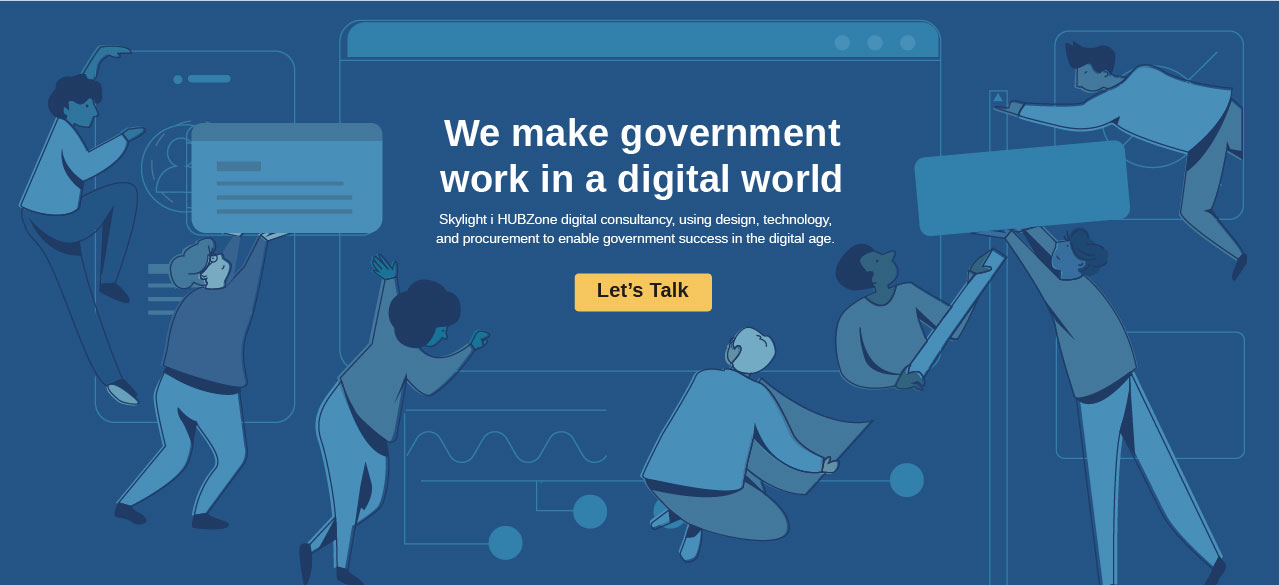 We make government
work in a digital world
Skylight i HUBZone digital consultancy, using design, technology,
and procurement to enable government success in the digital age.
Let’s Talk